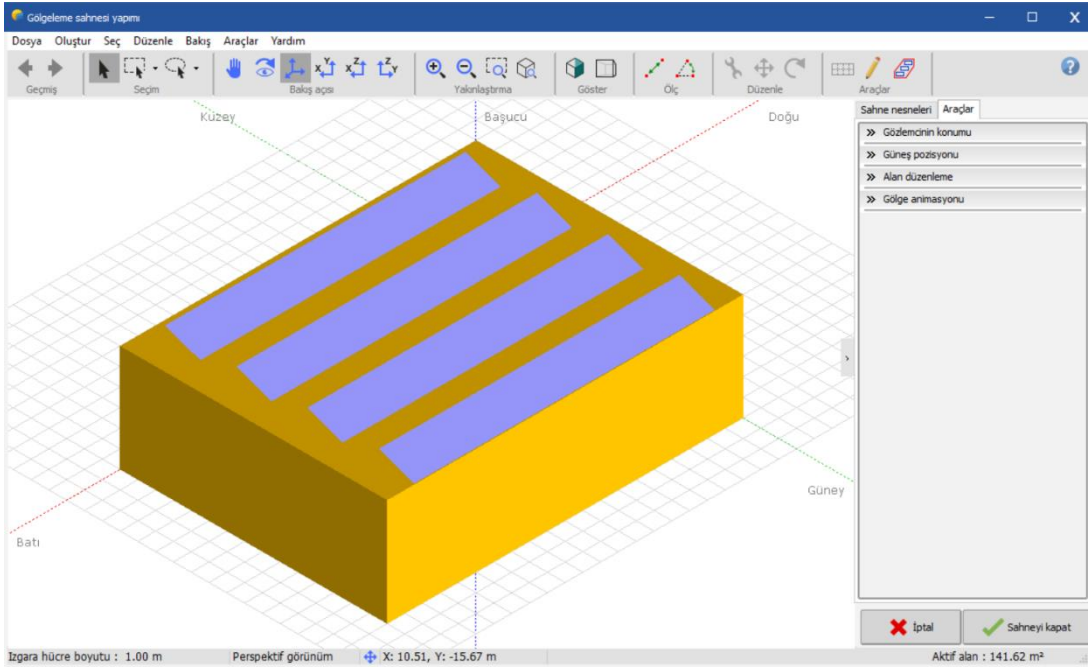 Gölgeleme sahnesi yapımı
Dosya Oluştur Seç Düzenle Bakış Araçlar Yardım
Geçmiş Seçim Bakış açısı Yakınlaştırma Göster Ölç Düzenle Araçlar
Sahne nesneleri Araçlar
Kuzey Başucu Doğu
Gözlemcinin konumu
Güneş pozisyonu
Alan düzenleme
Gölge animasyonu
Güney
Batı
İptal Sahneyi kapat
Izgara hücre boyutu : 1.00 m Perspektif görünüm X: 10.51, Y: -15.67 m Aktif alan : 141.62 m²